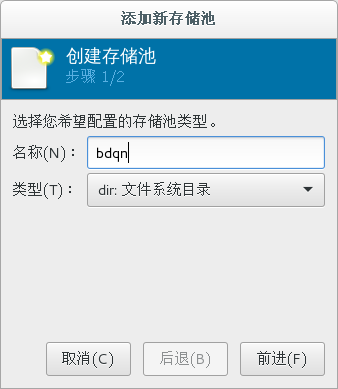 添加新存储池
创建存储池
步骤 1/2
选择您希望配置的存储池类型。
名称(N)： bdqn
类型(T)： dir: 文件系统目录
取消(C) 后退(B) 前进(F)